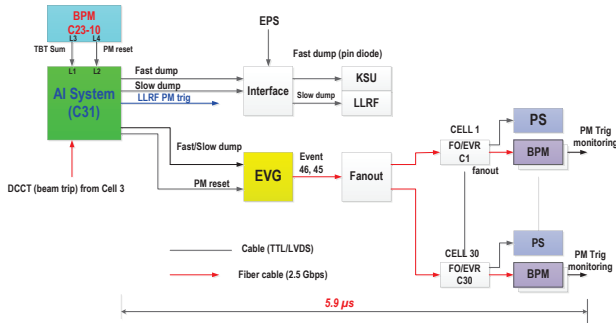 BPM
C23-10
L3 L4
TBT Sum
PM reset
L1 L2
AI System
(C31)
Fast dump
Slow dump
LLRF PM trig
EPS
Interface
Fast dump (pin diode)
KSU
Slow dump
LLRF
Fast/Slow dump
PM reset
DCCT (beam trip) from Cell 3
EVG
Event
46, 45
Fanout
CELL 1
FO/EVR
C1
fanout
PS
BPM
PM Trig
monitoring
CELL 30
FO/EVR
C30
PS
BPM
PM Trig
monitoring
Cable (TTL/LVDS)
Fiber cable (2.5 Gbps)
5.9 µs